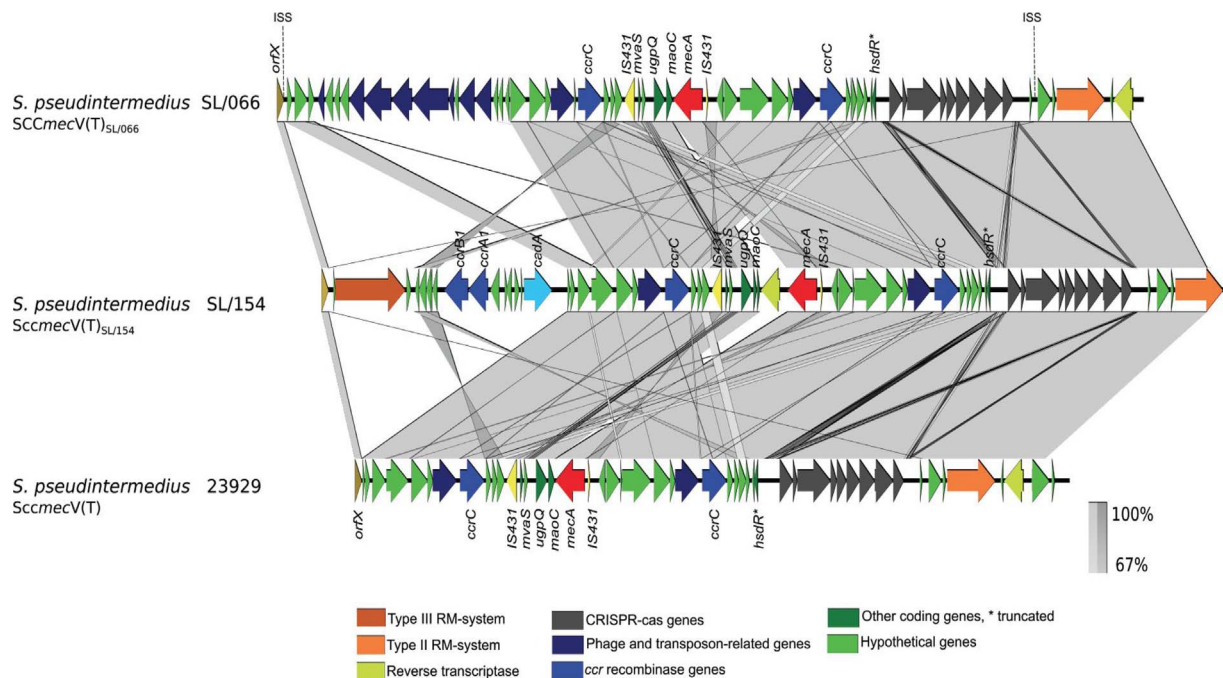 ISS ISS
orfX ccrC IS431 mvaS ugpQ maoC mecA IS431 ccrC hsdR*
S. pseudintermedius SL/066
SCCmecV(T)SL/066
ccrB1 ccrA1 cadA ccrC IS431 mvaS ugpQ maoC mecA IS431 ccrC hsdR*
S. pseudintermedius SL/154
SccmecV(T)SL/154
S. pseudintermedius 23929
SccmecV(T)
orfX ccrC IS431 mvaS ugpQ maoC mecA IS431 ccrC hsdR*
100%
67%
Type III RM-system CRISPR-cas genes Other coding genes, * truncated
Type II RM-system Phage and transposon-related genes Hypothetical genes
Reverse transcriptase ccr recombinase genes